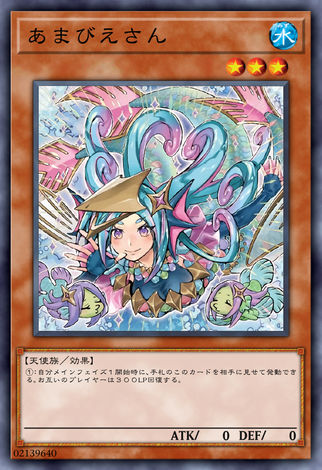 あまびえさん
水
【天使族/効果】
①:自分メインフェイズ1開始時に、手札のこのカードを相手に見せて発動でき
る。お互いのプレイヤーは300LP回復する。
ATK/ 0 DEF/ 0
02139640